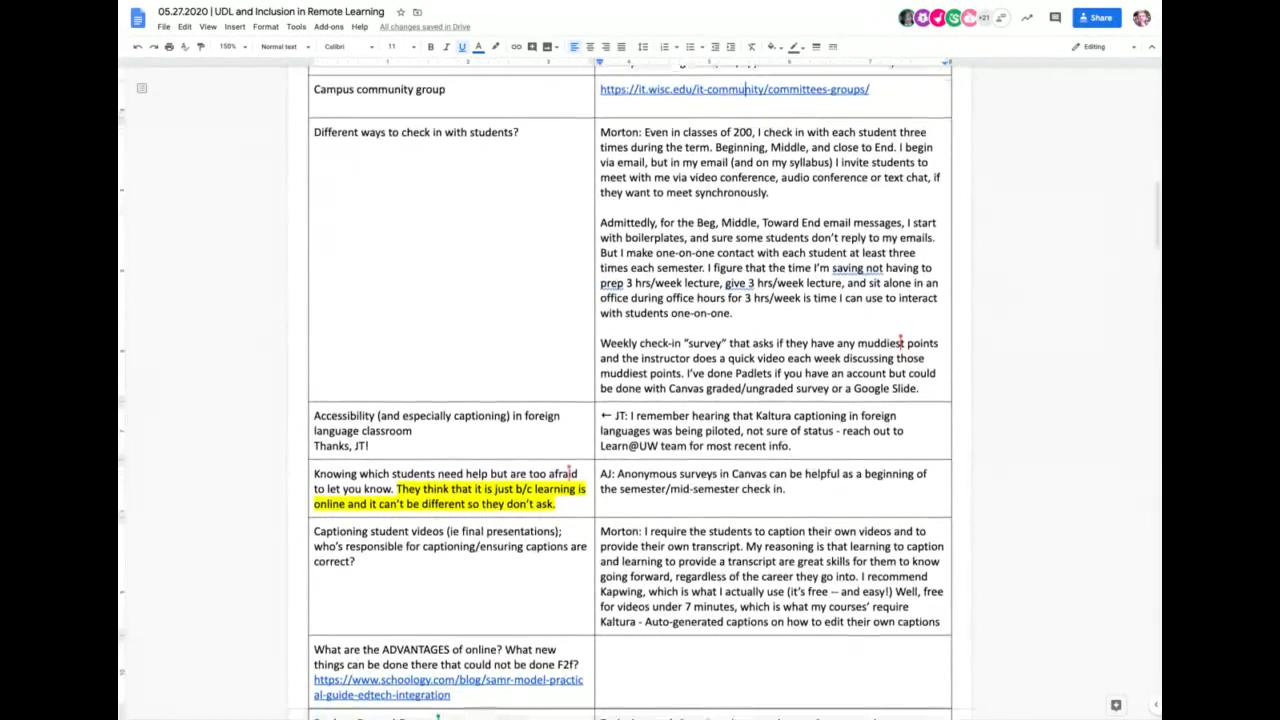 05.27.2020 | UDL and Inclusion in Remote Learning
File Edit View Insert Format Tools Add-ons Help All changes saved in Drive
+21
Share
150% Normal text Calibri 11 B I U A Editing
1 2 3 4 5 6 7
Campus community group
https://it.wisc.edu/it-community/committees-groups/
Different ways to check in with students?
Morton: Even in classes of 200, I check in with each student three
times during the term. Beginning, Middle, and close to End. I begin
via email, but in my email (and on my syllabus) I invite students to
meet with me via video conference, audio conference or text chat, if
they want to meet synchronously.
Admittedly, for the Beg, Middle, Toward End email messages, I start
with boilerplates, and sure some students don't reply to my emails.
But I make one-on-one contact with each student at least three
times each semester. I figure that the time I'm saving not having to
prep 3 hrs/week lecture, give 3 hrs/week lecture, and sit alone in an
office during office hours for 3 hrs/week is time I can use to interact
with students one-on-one.
Weekly check-in "survey" that asks if they have any muddiest points
and the instructor does a quick video each week discussing those
muddiest points. I've done Padlets if you have an account but could
be done with Canvas graded/ungraded survey or a Google Slide.
Accessibility (and especially captioning) in foreign
language classroom
Thanks, JT!
← JT: I remember hearing that Kaltura captioning in foreign
languages was being piloted, not sure of status - reach out to
Learn@UW team for most recent info.
Knowing which students need help but are too afraid
to let you know. They think that it is just b/c learning is
online and it can't be different so they don't ask.
AJ: Anonymous surveys in Canvas can be helpful as a beginning of
the semester/mid-semester check in.
Captioning student videos (ie final presentations);
who's responsible for captioning/ensuring captions are
correct?
Morton: I require the students to caption their own videos and to
provide their own transcript. My reasoning is that learning to caption
and learning to provide a transcript are great skills for them to know
going forward, regardless of the career they go into. I recommend
Kapwing, which is what I actually use (it's free -- and easy!) Well, free
for videos under 7 minutes, which is what my courses' require
Kaltura - Auto-generated captions on how to edit their own captions
What are the ADVANTAGES of online? What new
things can be done there that could not be done F2f?
https://www.schoology.com/blog/samr-model-practic
al-guide-edtech-integration